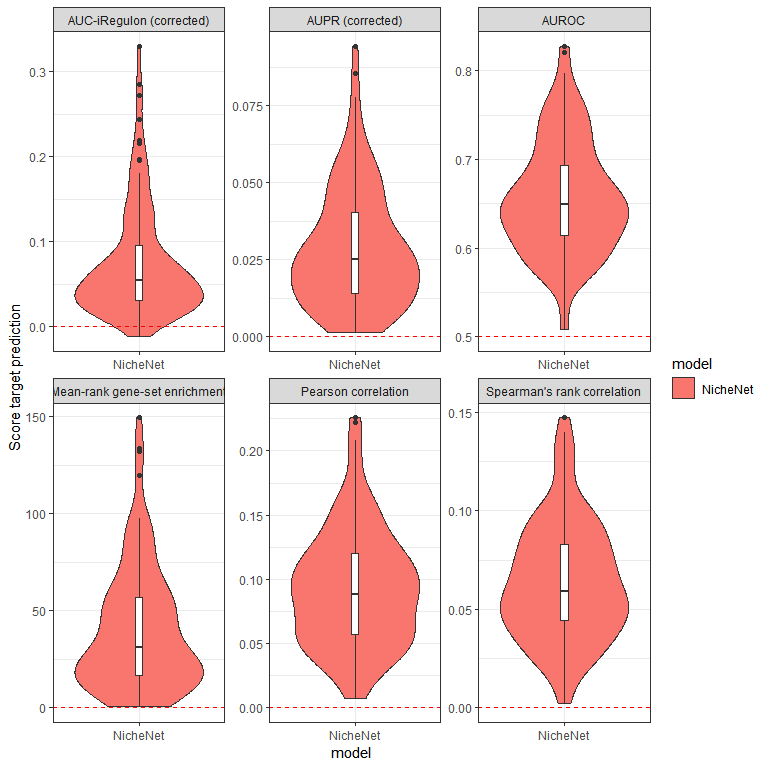 AUC-iRegulon (corrected)
AUPR (corrected)
AUROC
0.3
0.2
0.1
0.0
0.075
0.050
0.025
0.000
0.8
0.7
0.6
0.5
NicheNet
NicheNet
NicheNet
Score target prediction
Mean-rank gene-set enrichment
Pearson correlation
Spearman's rank correlation
150
100
50
0
0.20
0.15
0.10
0.05
0.00
0.15
0.10
0.05
0.00
NicheNet
NicheNet
NicheNet
model
model
NicheNet